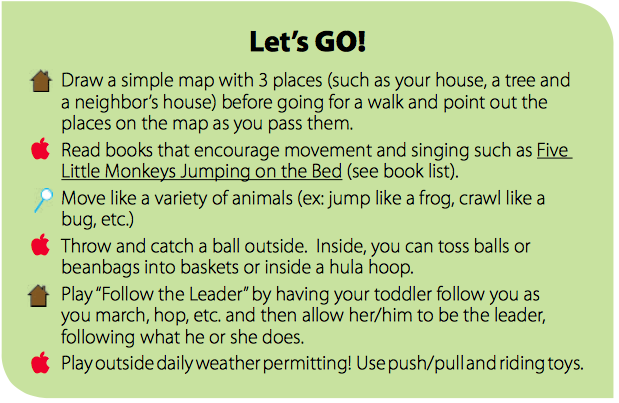 Let's GO!
Draw a simple map with 3 places (such as your house, a tree and
a neighbor's house) before going for a walk and point out the
places on the map as you pass them.
Read books that encourage movement and singing such as Five
Little Monkeys Jumping on the Bed (see book list).
Move like a variety of animals (ex: jump like a frog, crawl like a
bug, etc.)
Throw and catch a ball outside.  Inside, you can toss balls or
beanbags into baskets or inside a hula hoop.
Play “Follow the Leader” by having your toddler follow you as
you march, hop, etc. and then allow her/him to be the leader,
following what he or she does.
Play outside daily weather permitting! Use push/pull and riding toys.